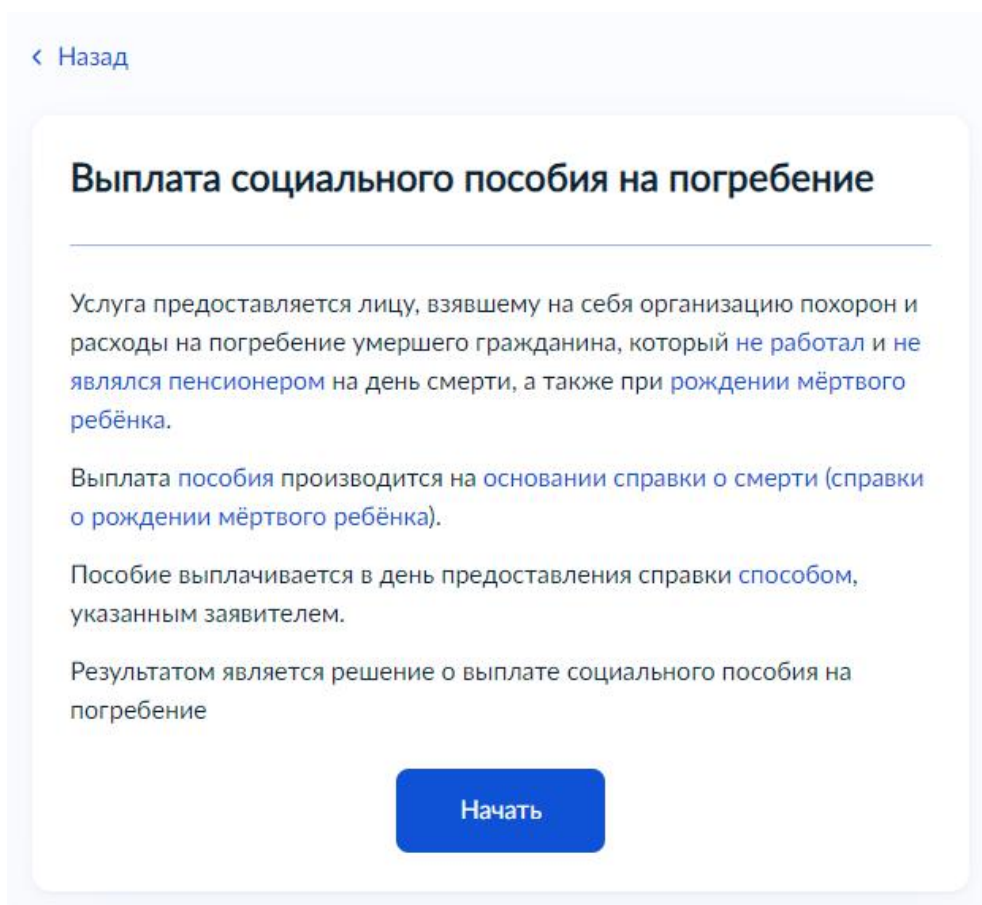 Назад
Выплата социального пособия на погребение
Услуга предоставляется лицу, взявшему на себя организацию похорон и
расходы на погребение умершего гражданина, который не работал и не
являлся пенсионером на день смерти, а также при рождении мёртвого
ребёнка.
Выплата пособия производится на основании справки о смерти (справки
о рождении мёртвого ребёнка).
Пособие выплачивается в день предоставления справки способом,
указанным заявителем.
Результатом является решение о выплате социального пособия на
погребение
Начать